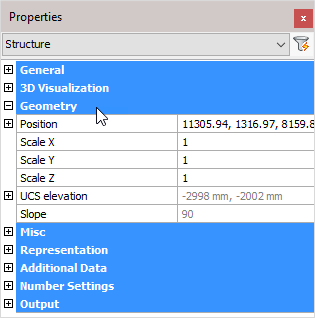 Properties
Structure
General
3D Visualization
Geometry
Position 11305.94, 1316.97, 8159.8
Scale X 1
Scale Y 1
Scale Z 1
UCS elevation -2998 mm, -2002 mm
Slope 90
Misc
Representation
Additional Data
Number Settings
Output